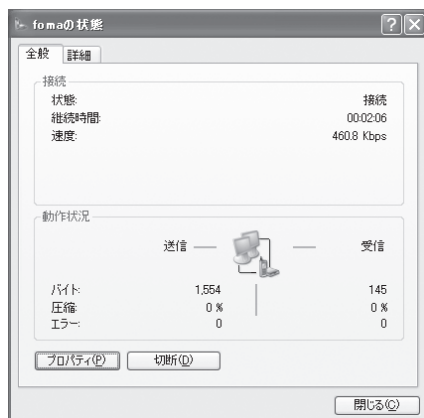 fomaの状態
全般 詳細
接続
状態: 接続
継続時間: 00:02:06
速度: 460.8 Kbps
動作状況
送信 受信
バイト: 1,554 145
圧縮: 0 % 0 %
エラー: 0 0
プロパティ(P) 切断(D)
閉じる(C)